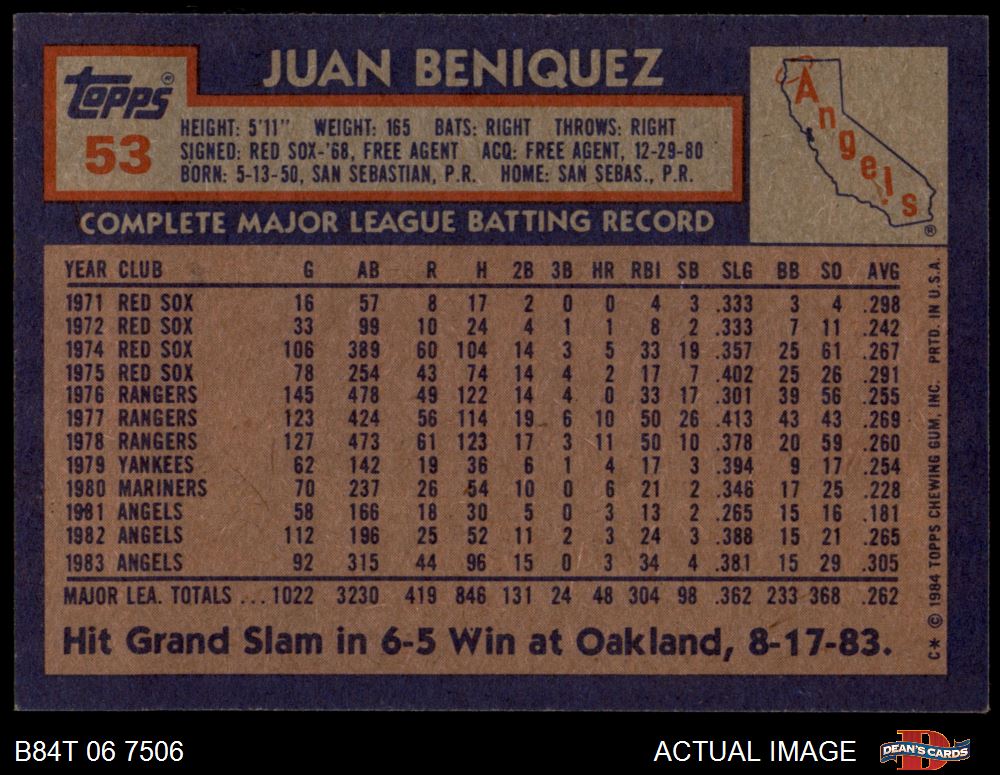 JUAN BENIQUEZ
Topps®
53
HEIGHT: 5'11" WEIGHT: 165 BATS: RIGHT THROWS: RIGHT
SIGNED: RED SOX-'68, FREE AGENT ACQ: FREE AGENT, 12-29-80
BORN: 5-13-50, SAN SEBASTIAN, P.R. HOME: SAN SEBAS., P.R.
Angels
®
COMPLETE MAJOR LEAGUE BATTING RECORD
YEAR CLUB G AB R H 2B 3B HR RBI SB SLG BB SO AVG
1971 RED SOX 16 57 8 17 2 0 0 4 3 .333 3 4 .298
1972 RED SOX 33 99 10 24 4 1 1 8 2 .333 7 11 .242
1974 RED SOX 106 389 60 104 14 3 5 33 19 .357 25 61 .267
1975 RED SOX 78 254 43 74 14 4 2 17 7 .402 25 26 .291
1976 RANGERS 145 478 49 122 14 4 0 33 17 .301 39 56 .255
1977 RANGERS 123 424 56 114 19 6 10 50 26 .413 43 43 .269
1978 RANGERS 127 473 61 123 17 3 11 50 10 .378 20 59 .260
1979 YANKEES 62 142 19 36 6 1 4 17 3 .394 9 17 .254
1980 MARINERS 70 237 26 54 10 0 6 21 2 .346 17 25 .228
1981 ANGELS 58 166 18 30 5 0 3 13 2 .265 15 16 .181
1982 ANGELS 112 196 25 52 11 2 3 24 3 .388 15 21 .265
1983 ANGELS 92 315 44 96 15 0 3 34 4 .381 15 29 .305
MAJOR LEA. TOTALS ... 1022 3230 419 846 131 24 48 304 98 .362 233 368 .262
Hit Grand Slam in 6-5 Win at Oakland, 8-17-83.
C* © 1984 TOPPS CHEWING GUM, INC. PRTD. IN U.S.A.
B84T 06 7506
ACTUAL IMAGE
D
DEAN'S CARDS